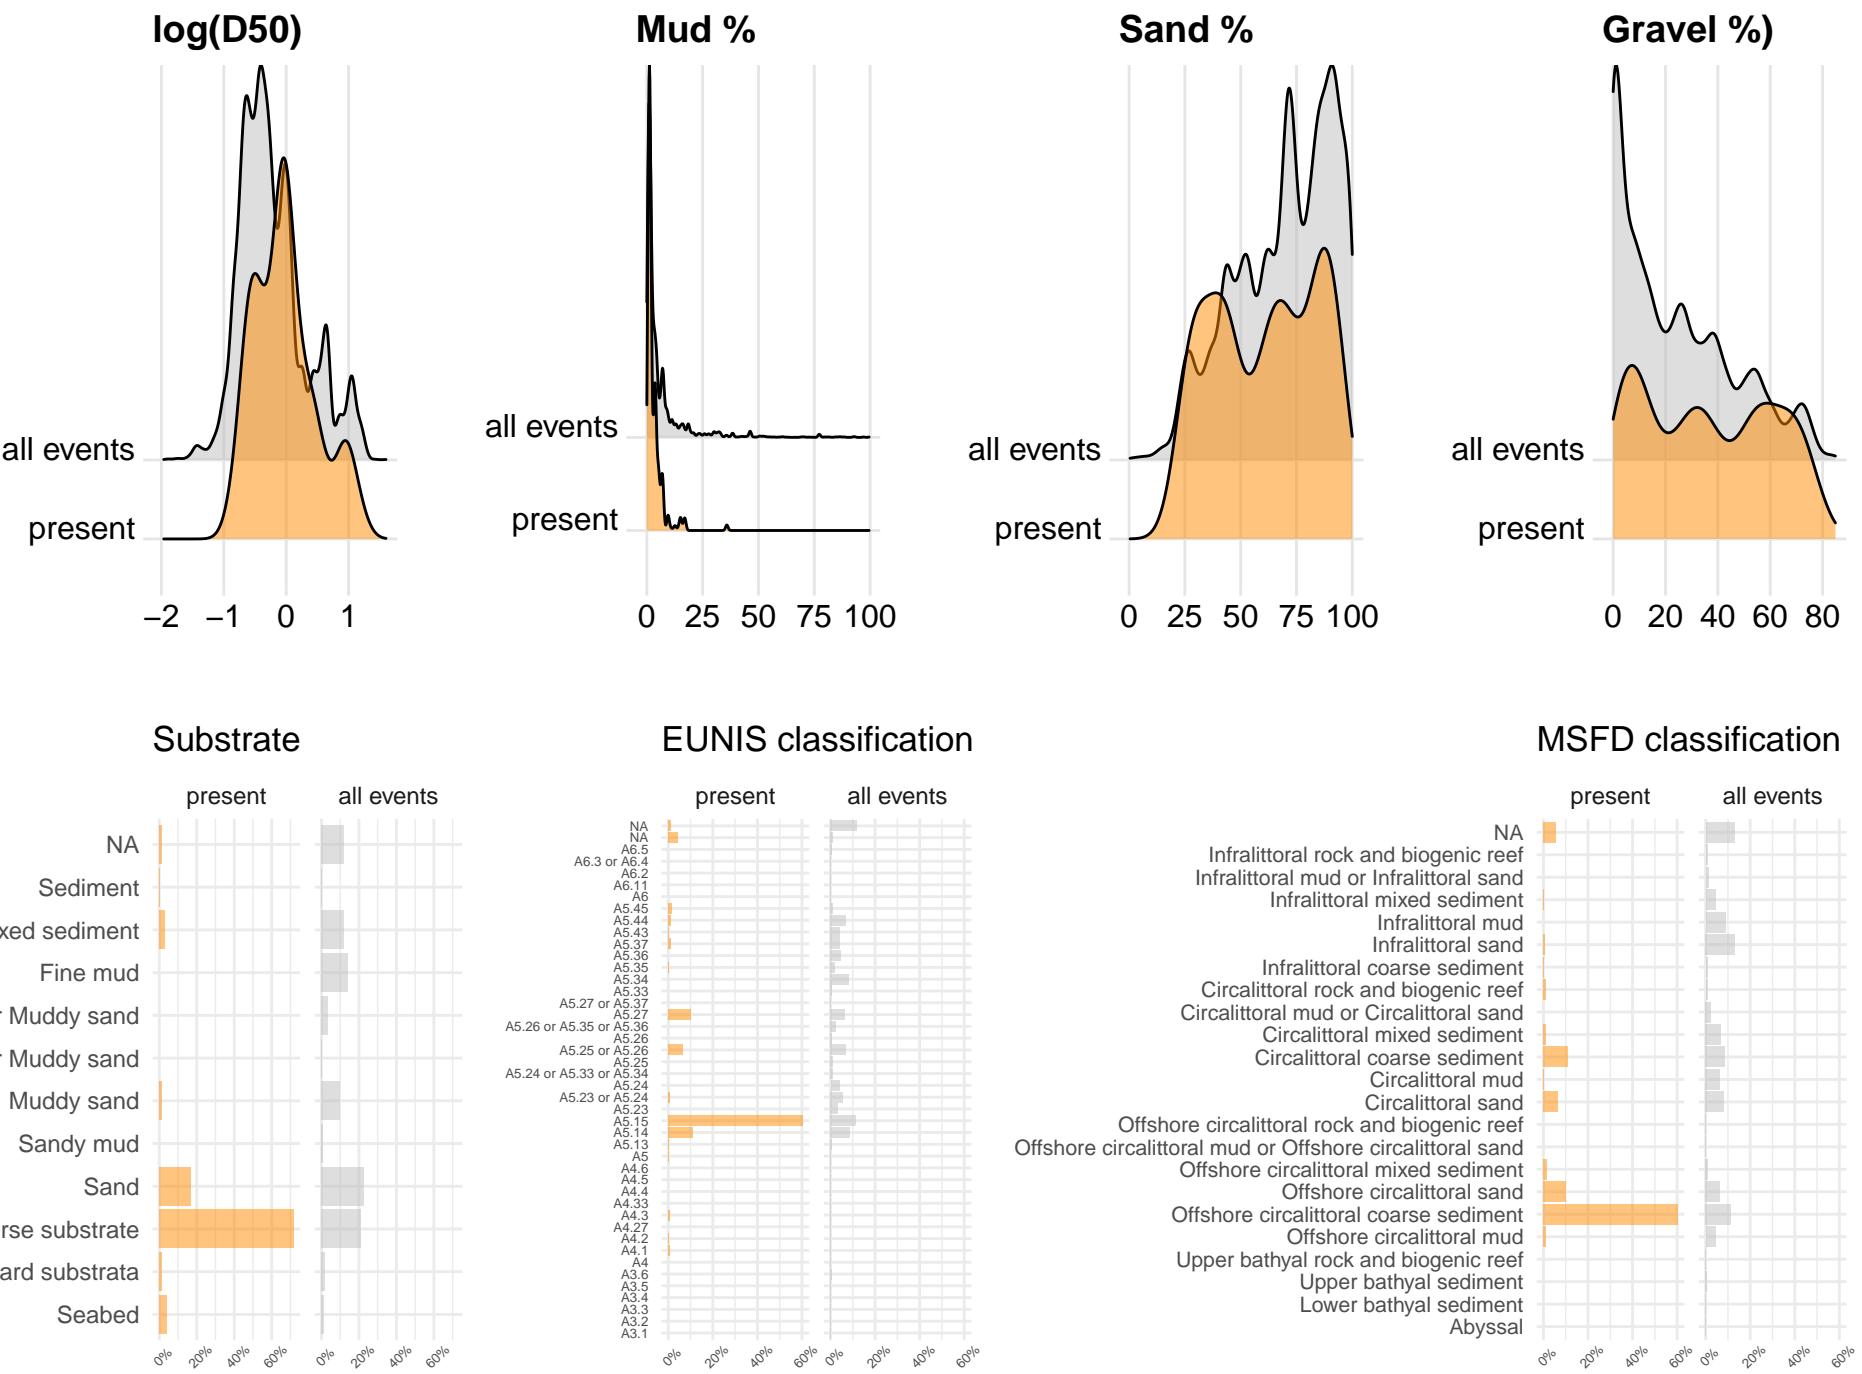 log(D50) Mud % Sand % Gravel %)
all events all events all events all events
present present present present
−2 −1 0 1 0 25 50 75 100 0 25 50 75 100 0 20 40 60 80
Substrate EUNIS classification MSFD classification
present all events present all events present all events
NA
Sediment
xed sediment
Fine mud
r Muddy sand
r Muddy sand
Muddy sand
Sandy mud
Sand
rse substrate
ard substrata
Seabed
0% 20% 40% 60% 0% 20% 40% 60%
NA
NA
A6.5
A6.3 or A6.4
A6.2
A6.11
A6
A5.45
A5.44
A5.43
A5.37
A5.36
A5.35
A5.34
A5.33
A5.27 or A5.37
A5.27
A5.26 or A5.35 or A5.36
A5.26
A5.25 or A5.26
A5.25
A5.24 or A5.33 or A5.34
A5.24
A5.23 or A5.24
A5.23
A5.15
A5.14
A5.13
A5
A4.6
A4.5
A4.4
A4.33
A4.3
A4.27
A4.2
A4.1
A4
A3.6
A3.5
A3.4
A3.3
A3.2
A3.1
0% 20% 40% 60% 0% 20% 40% 60%
NA
Infralittoral rock and biogenic reef
Infralittoral mud or Infralittoral sand
Infralittoral mixed sediment
Infralittoral mud
Infralittoral sand
Infralittoral coarse sediment
Circalittoral rock and biogenic reef
Circalittoral mud or Circalittoral sand
Circalittoral mixed sediment
Circalittoral coarse sediment
Circalittoral mud
Circalittoral sand
Offshore circalittoral rock and biogenic reef
Offshore circalittoral mud or Offshore circalittoral sand
Offshore circalittoral mixed sediment
Offshore circalittoral sand
Offshore circalittoral coarse sediment
Offshore circalittoral mud
Upper bathyal rock and biogenic reef
Upper bathyal sediment
Lower bathyal sediment
Abyssal
0% 20% 40% 60% 0% 20% 40% 60%